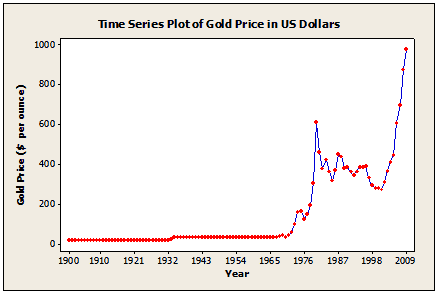 Time Series Plot of Gold Price in US Dollars
1000
800
600
400
200
0
Gold Price ($ per ounce)
1900 1910 1921 1932 1943 1954 1965 1976 1987 1998 2009
Year